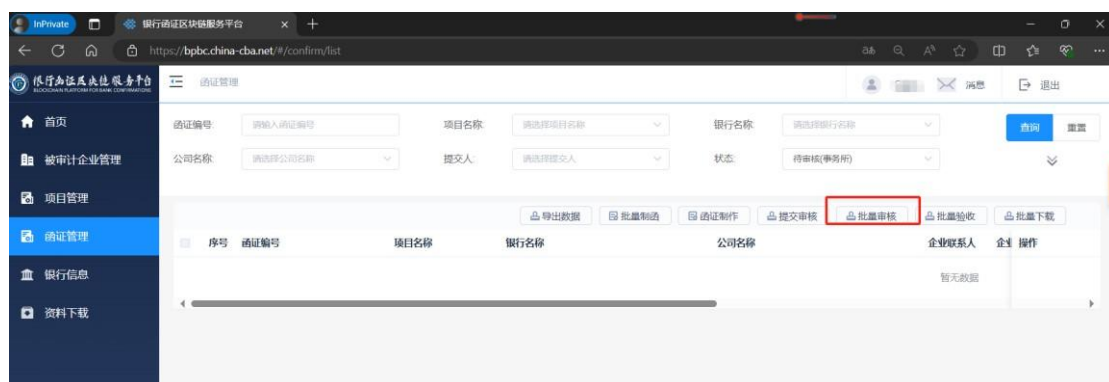 InPrivate 银行函证区块链服务平台
https://bpbc.china-cba.net/#/confirm/list
银行函证区块链服务平台 函证管理 消息 退出
BLOCKCHAIN PLATFORM FOR BANK CONFIRMATIONS
首页
函证编号: 请输入函证编号 项目名称: 请选择项目名称 银行名称: 请选择银行名称 查询 重置
被审计企业管理
公司名称: 请选择公司名称 提交人: 请选择提交人 状态: 待审核(事务所)
项目管理
导出数据 批量制函 函证制作 提交审核 批量审核 批量验收 批量下载
函证管理
序号 函证编号 项目名称 银行名称 公司名称 企业联系人 企业 操作
银行信息
暂无数据
资料下载